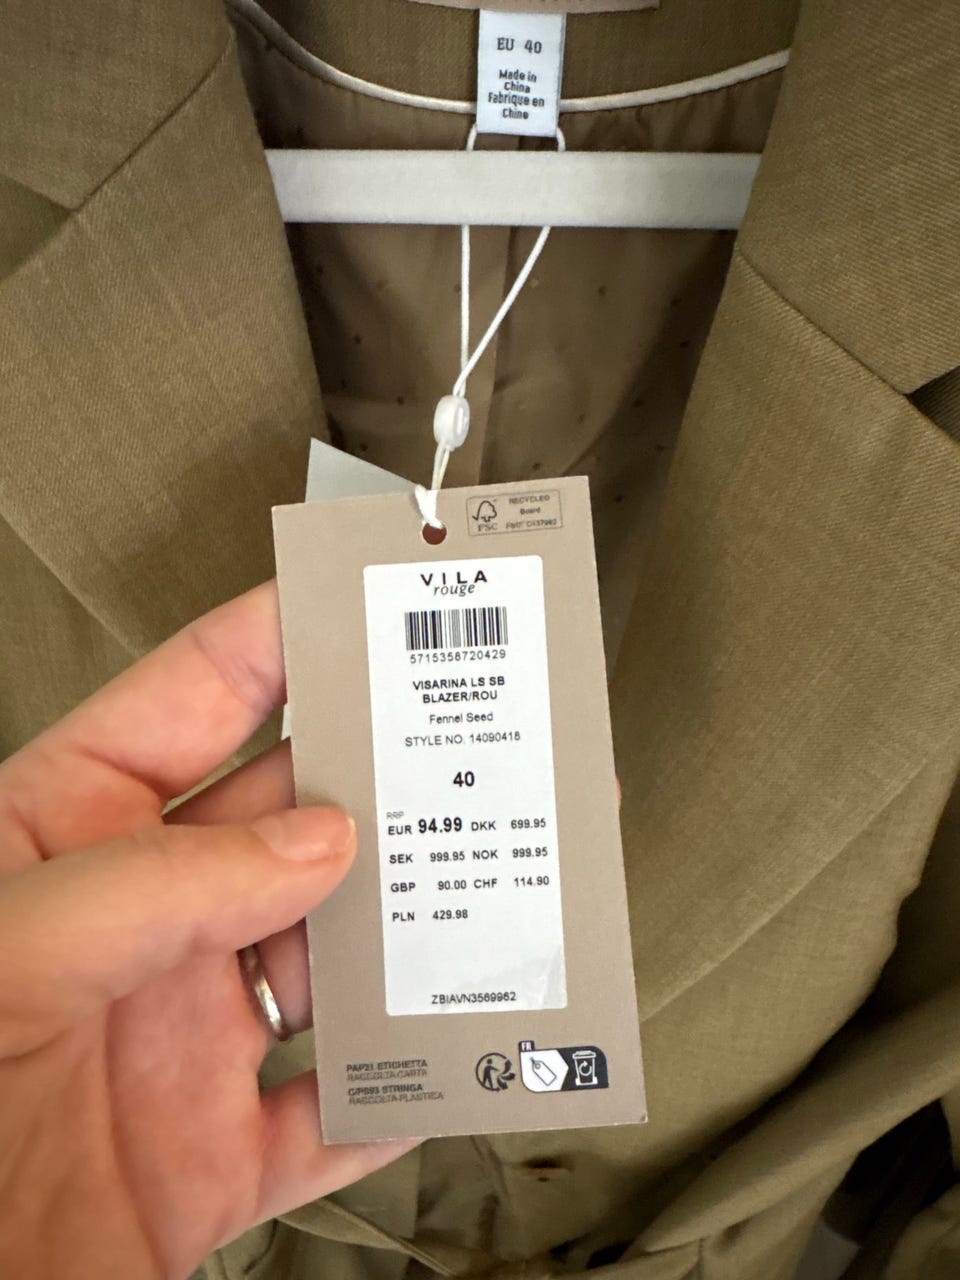 EU 40
Made in
China
Fabrique en
Chine
FSC
RECYCLED
Board
VILA
rouge
5715358720429
VISARINA LS SB
BLAZER/ROU
Fennel Seed
STYLE NO. 14090418
40
RRP
EUR 94.99 DKK 699.95
SEK 999.95 NOK 999.95
GBP 90.00 CHF 114.90
PLN 429.98
ZBIAVN3569962
FR
PAP21 ETICHETTA
RACCOLTA CARTA
C/PS93 STRINGA
RACCOLTA PLASTICA